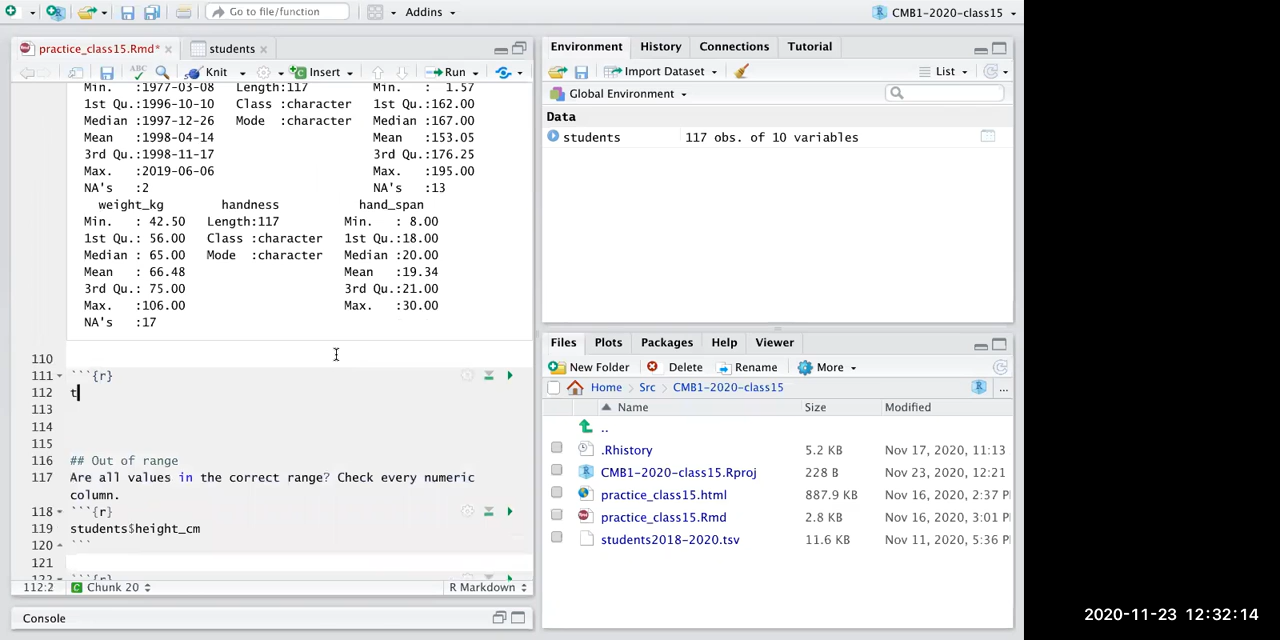 Go to file/function
Addins
CMB1-2020-class15
practice_class15.Rmd*
students
ABC
Knit
Insert
Run
Min. :1977-03-08 Length:117 Min. : 1.57
1st Qu.:1996-10-10 Class :character 1st Qu.:162.00
Median :1997-12-26 Mode :character Median :167.00
Mean :1998-04-14 Mean :153.05
3rd Qu.:1998-11-17 3rd Qu.:176.25
Max. :2019-06-06 Max. :195.00
NA's :2 NA's :13
weight_kg handness hand_span
Min. : 42.50 Length:117 Min. : 8.00
1st Qu.: 56.00 Class :character 1st Qu.:18.00
Median : 65.00 Mode :character Median :20.00
Mean : 66.48 Mean :19.34
3rd Qu.: 75.00 3rd Qu.:21.00
Max. :106.00 Max. :30.00
NA's :17
110
111 ```{r}
112 t
113
114
115
116 ## Out of range
117 Are all values in the correct range? Check every numeric
column.
118 ```{r}
119 students$height_cm
120 ```
121
122 ```{r}
112:2 Chunk 20 R Markdown
Console
Environment History Connections Tutorial
Import Dataset List
Global Environment
Data
students 117 obs. of 10 variables
Files Plots Packages Help Viewer
New Folder Delete Rename More
Home Src CMB1-2020-class15 ...
Name Size Modified
..
.Rhistory 5.2 KB Nov 17, 2020, 11:13
CMB1-2020-class15.Rproj 228 B Nov 23, 2020, 12:21
practice_class15.html 887.9 KB Nov 16, 2020, 2:37 P
practice_class15.Rmd 2.8 KB Nov 16, 2020, 3:01 P
students2018-2020.tsv 11.6 KB Nov 11, 2020, 5:36 P
2020-11-23 12:32:14